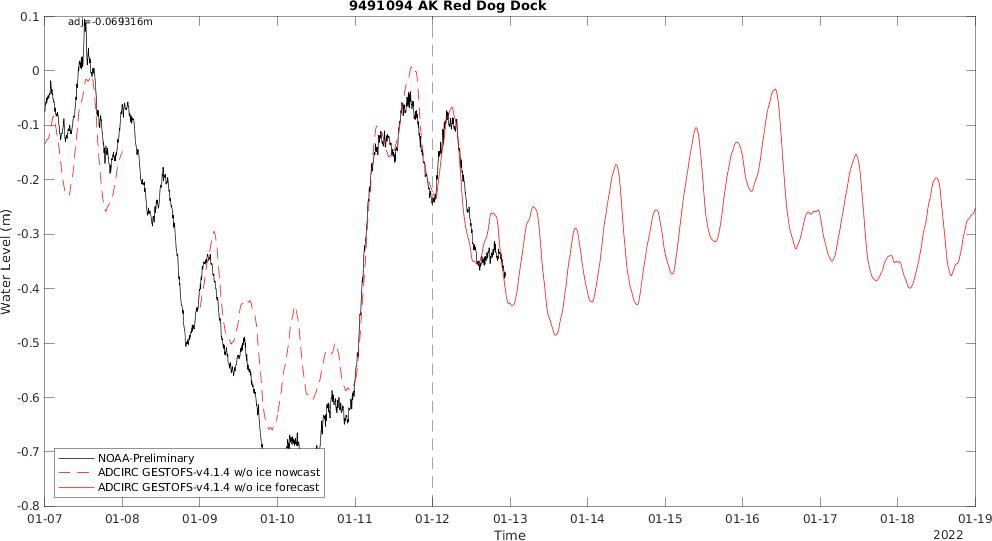 9491094 AK Red Dog Dock
adj=-0.069316m
0.1
0
-0.1
-0.2
-0.3
-0.4
-0.5
-0.6
-0.7
-0.8
Water Level (m)
NOAA-Preliminary
ADCIRC GESTOFS-v4.1.4 w/o ice nowcast
ADCIRC GESTOFS-v4.1.4 w/o ice forecast
01-07 01-08 01-09 01-10 01-11 01-12 01-13 01-14 01-15 01-16 01-17 01-18 01-19
Time
2022